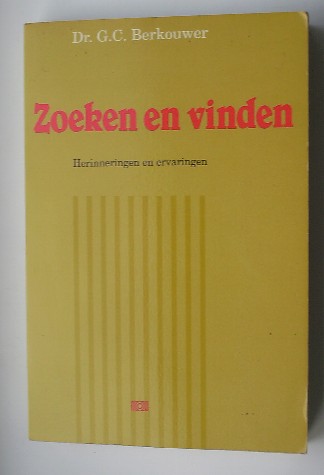 Dr. G.C. Berkouwer
Zoeken en vinden
Herinneringen en ervaringen